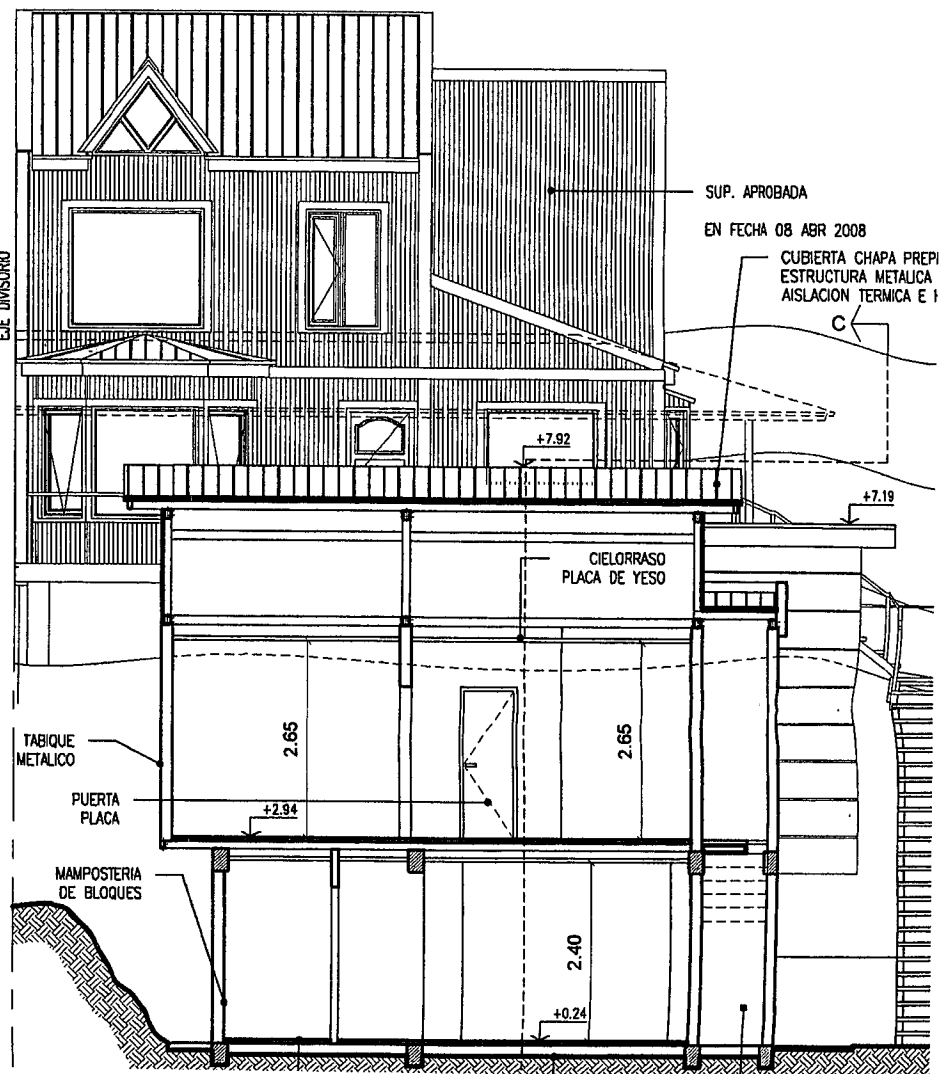 SUP. APROBADA
EN FECHA 08 ABR 2008
CUBIERTA CHAPA
ESTRUCTURA METALICA
AISLACION TERMICA E
C
EJE DIVISORIO
+7.92
+7.19
CIELORRASO
PLACA DE YESO
2.65
2.65
TABIQUE
METALICO
PUERTA
PLACA
+2.94
MAMPOSTERIA
DE BLOQUES
2.40
+0.24